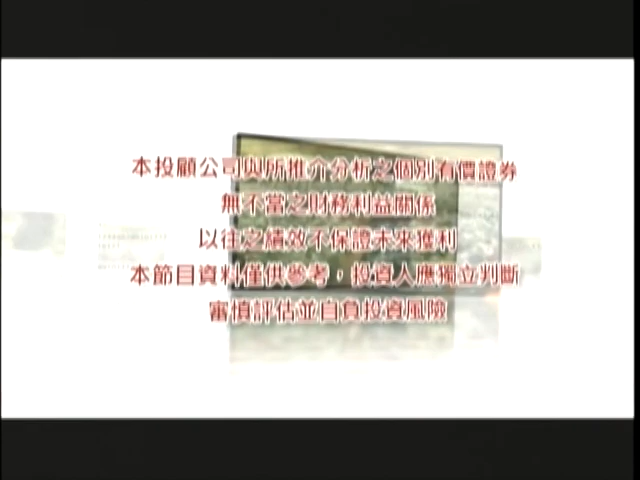 本投顧公司與所推介分析之個別有價證券
無不當之財務利益關係
以往之績效不保證未來獲利
本節目資料僅供參考，投資人應獨立判斷
審慎評估並自負投資風險